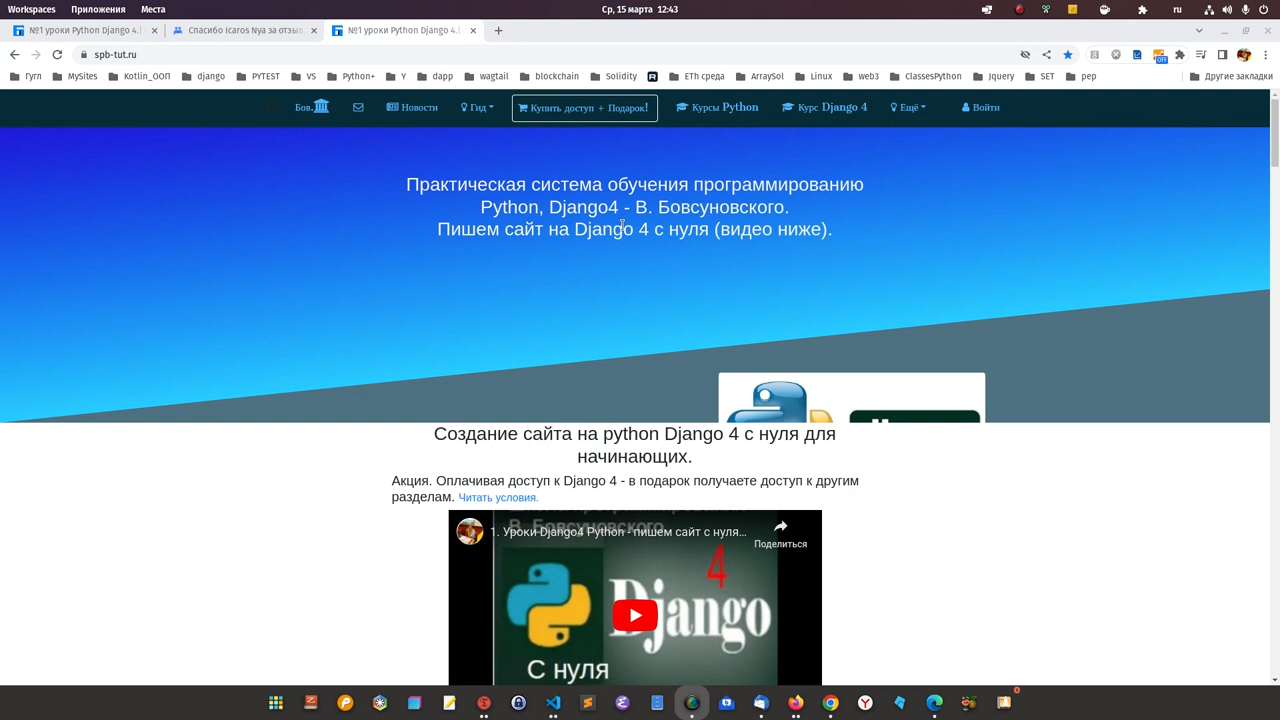 Workspaces Приложения Места Ср, 15 марта 12:43 ru
№1 уроки Python Django 4. Спасибо Icaros Nya за отзыв №1 уроки Python Django 4.
spb-tut.ru
OFF
Гугл MySites Kotlin_ООП django PYTEST VS Python+ Y dapp wagtail blockchain Solidity ETh среда ArraySol Linux web3 ClassesPython Jquery SET pep Другие закладки
Бов. Новости Гид Купить доступ + Подарок! Курсы Python Курс Django 4 Ещё Войти
Практическая система обучения программированию
Python, Django4 - В. Бовсуновского.
Пишем сайт на Django 4 с нуля (видео ниже).
Создание сайта на python Django 4 с нуля для
начинающих.
Акция. Оплачивая доступ к Django 4 - в подарок получаете доступ к другим
разделам. Читать условия.
В. Бовсуновского
1. Уроки Django4 Python - пишем сайт с нуля...
Поделиться
4
Django
С нуля